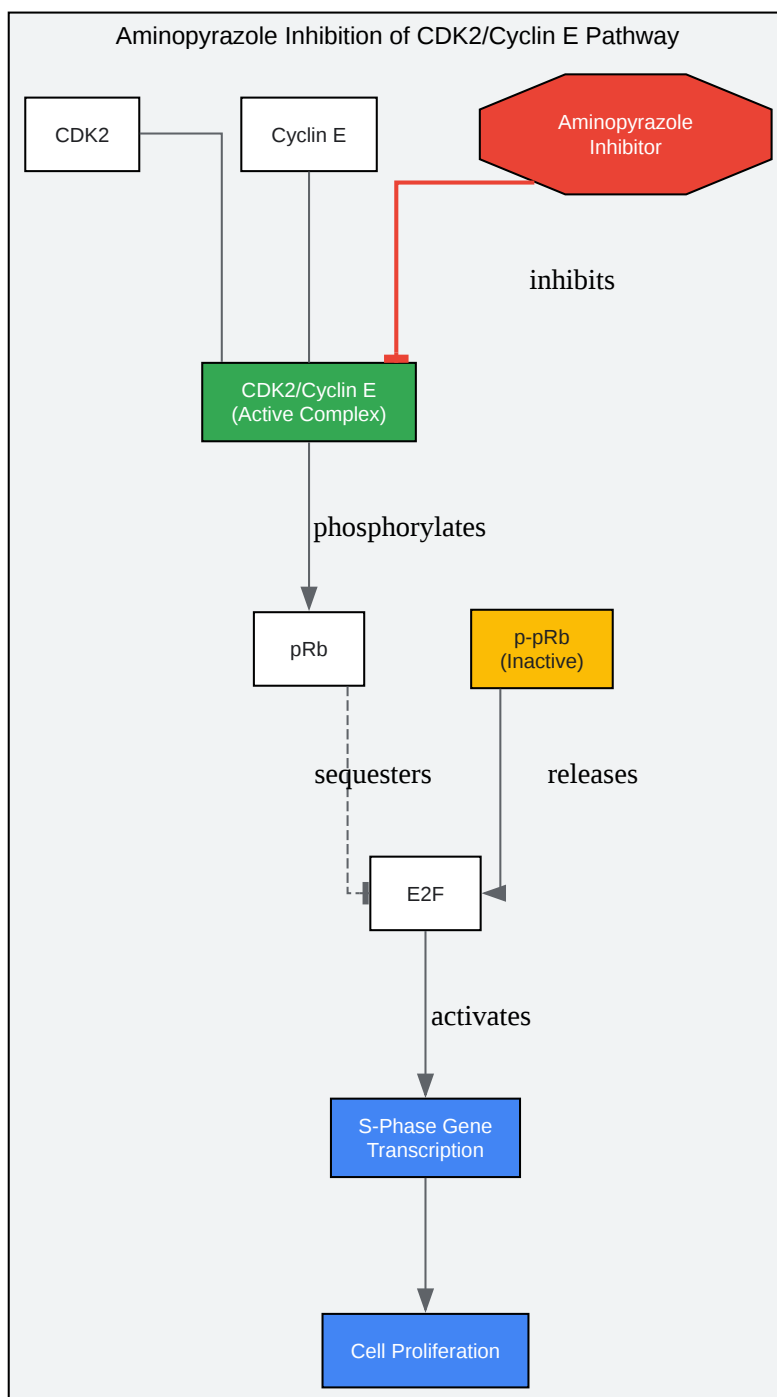 Aminopyrazole Inhibition of CDK2/Cyclin E Pathway
CDK2
Cyclin E
Aminopyrazole
Inhibitor
inhibits
CDK2/Cyclin E
(Active Complex)
phosphorylates
pRb
p-pRb
(Inactive)
sequesters
releases
E2F
activates
S-Phase Gene
Transcription
Cell Proliferation